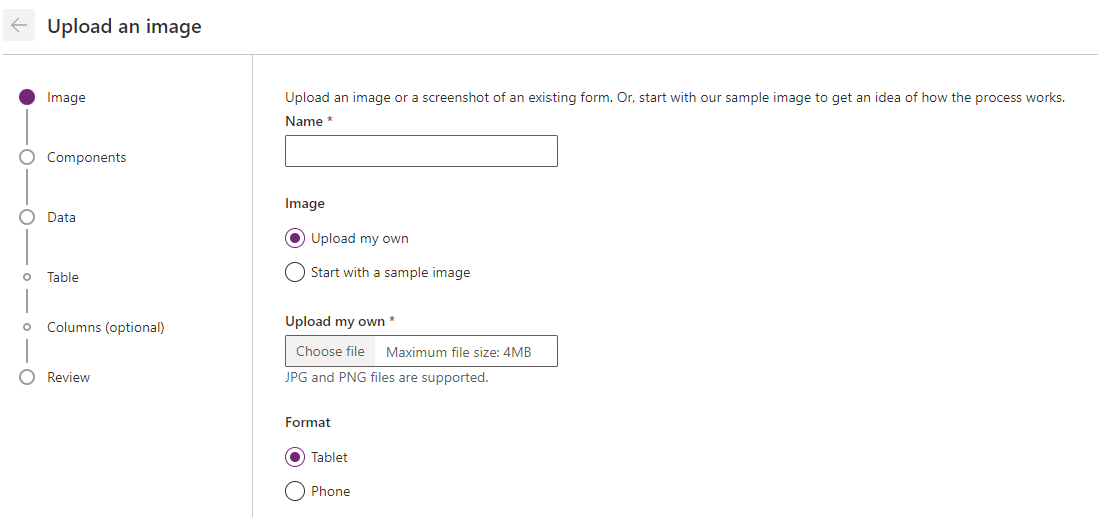 Upload an image
Image
Components
Data
Table
Columns (optional)
Review
Upload an image or a screenshot of an existing form. Or, start with our sample image to get an idea of how the process works.
Name *
Image
Upload my own
Start with a sample image
Upload my own *
Choose file Maximum file size: 4MB
JPG and PNG files are supported.
Format
Tablet
Phone